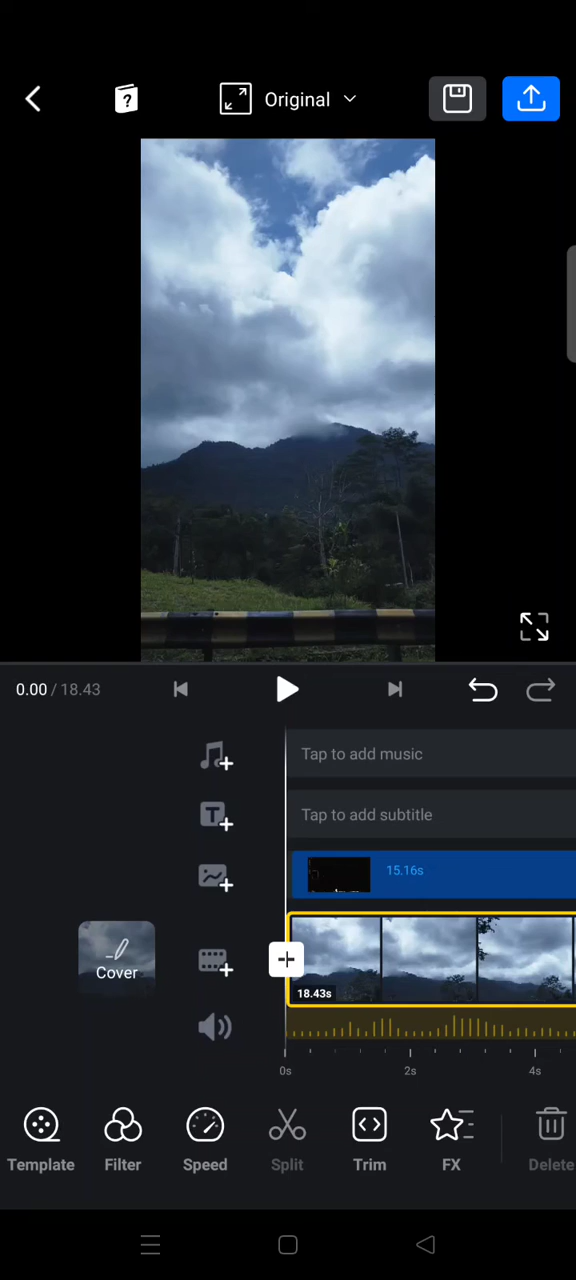 Original
0.00 / 18.43
Tap to add music
Tap to add subtitle
15.16s
Cover
18.43s
0s
2s
4s
Template
Filter
Speed
Split
Trim
FX
Delete